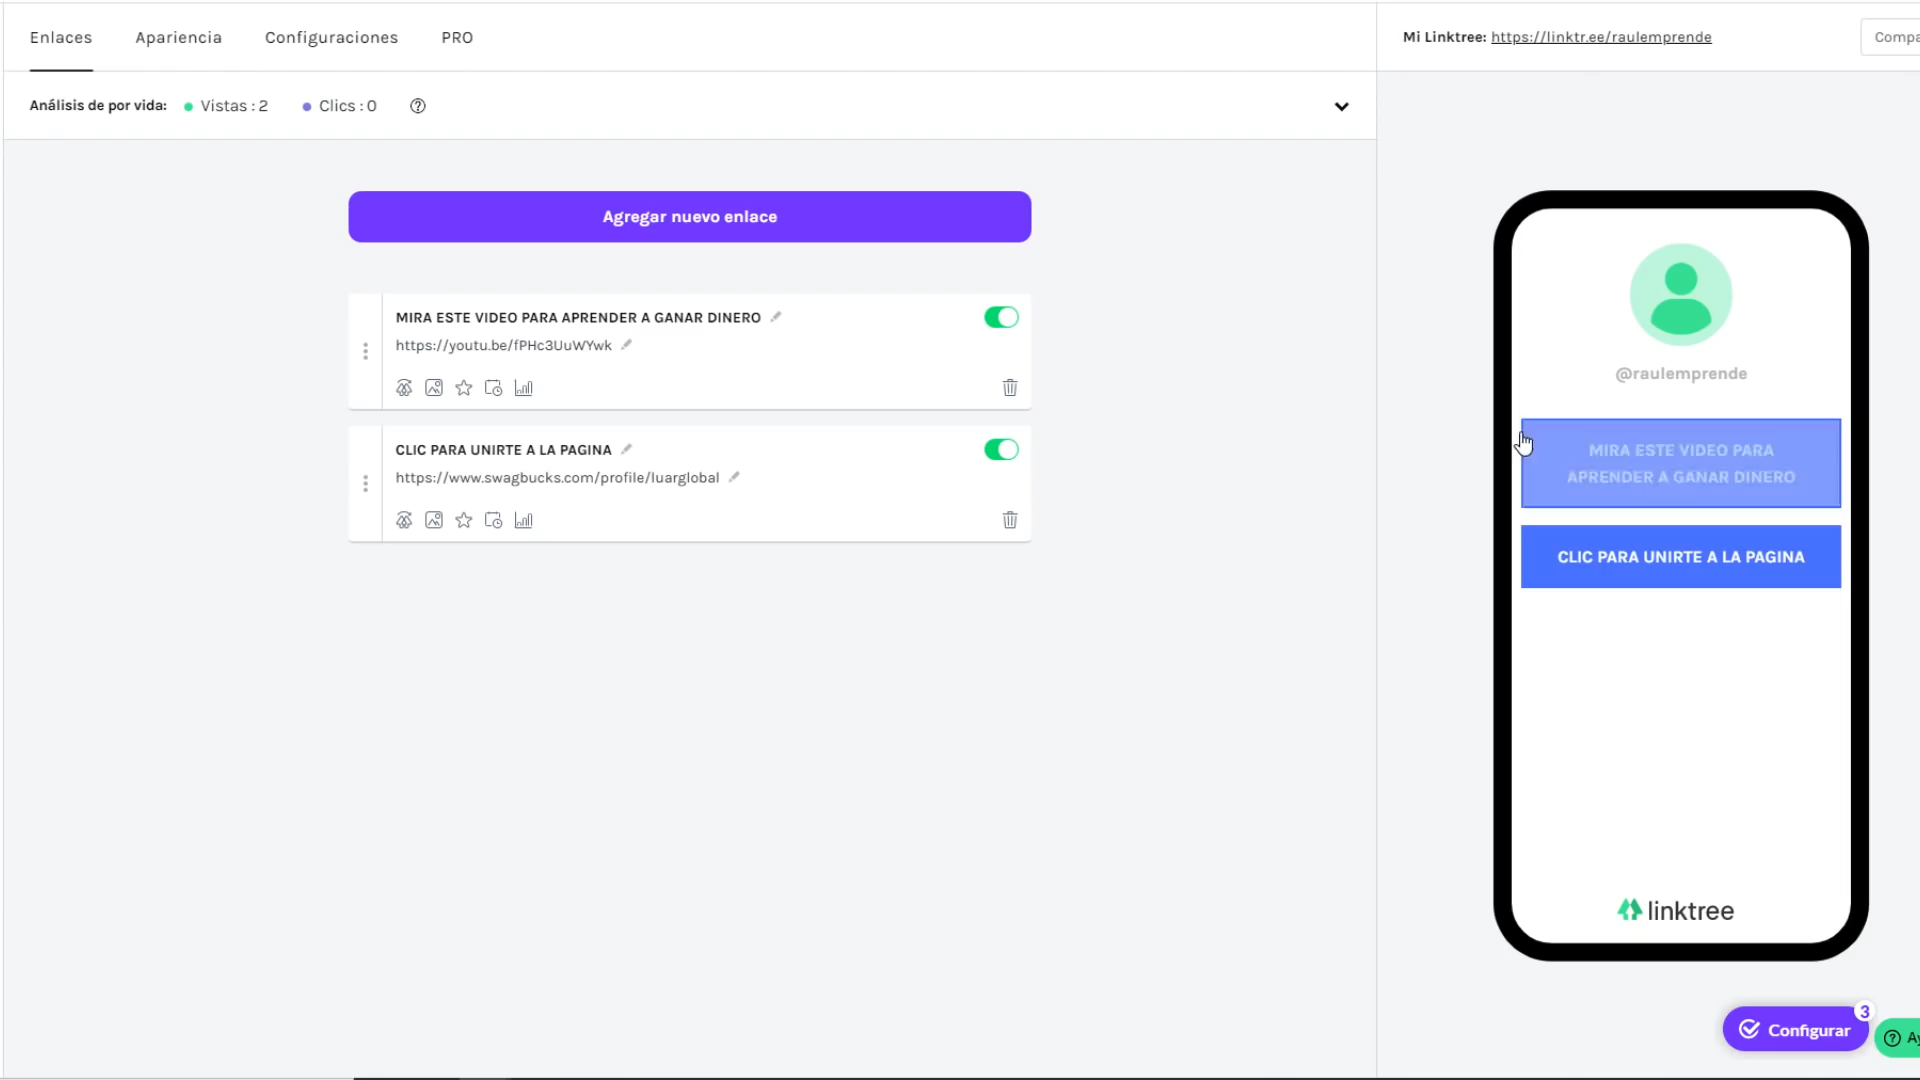 Enlaces Apariencia Configuraciones PRO
Mi Linktree: https://linktr.ee/raulemprende
Análisis de por vida: Vistas : 2 Clics : 0
Agregar nuevo enlace
MIRA ESTE VIDEO PARA APRENDER A GANAR DINERO
https://youtu.be/fPHc3UuWYwk
CLIC PARA UNIRTE A LA PAGINA
https://www.swagbucks.com/profile/luarglobal
@raulemprende
MIRA ESTE VIDEO PARA
APRENDER A GANAR DINERO
CLIC PARA UNIRTE A LA PAGINA
linktree
Configurar 3